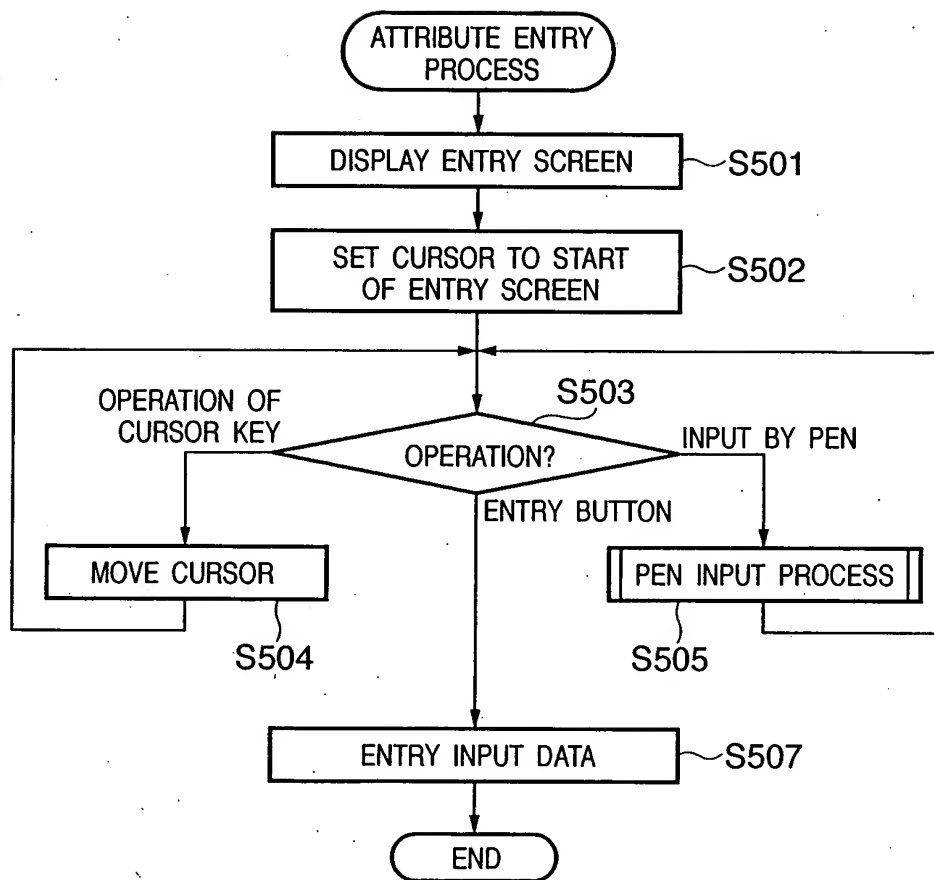 ATTRIBUTE ENTRY
PROCESS
DISPLAY ENTRY SCREEN
S501
SET CURSOR TO START
OF ENTRY SCREEN
S502
S503
OPERATION OF
CURSOR KEY
OPERATION?
INPUT BY PEN
ENTRY BUTTON
MOVE CURSOR
PEN INPUT PROCESS
S504
S505
ENTRY INPUT DATA
S507
END